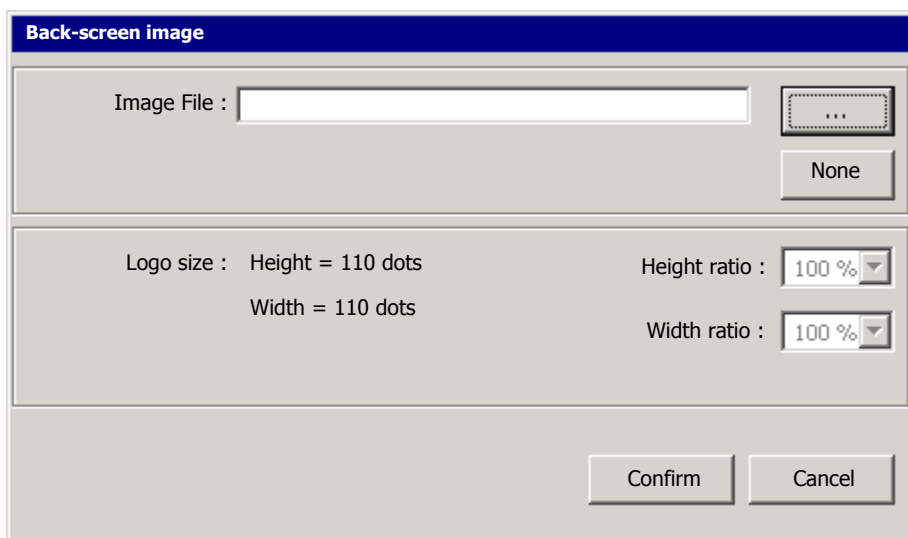 Back-screen image
Image File :
...
None
Logo size : Height = 110 dots
Height ratio : 100 %
Width = 110 dots
Width ratio : 100 %
Confirm
Cancel